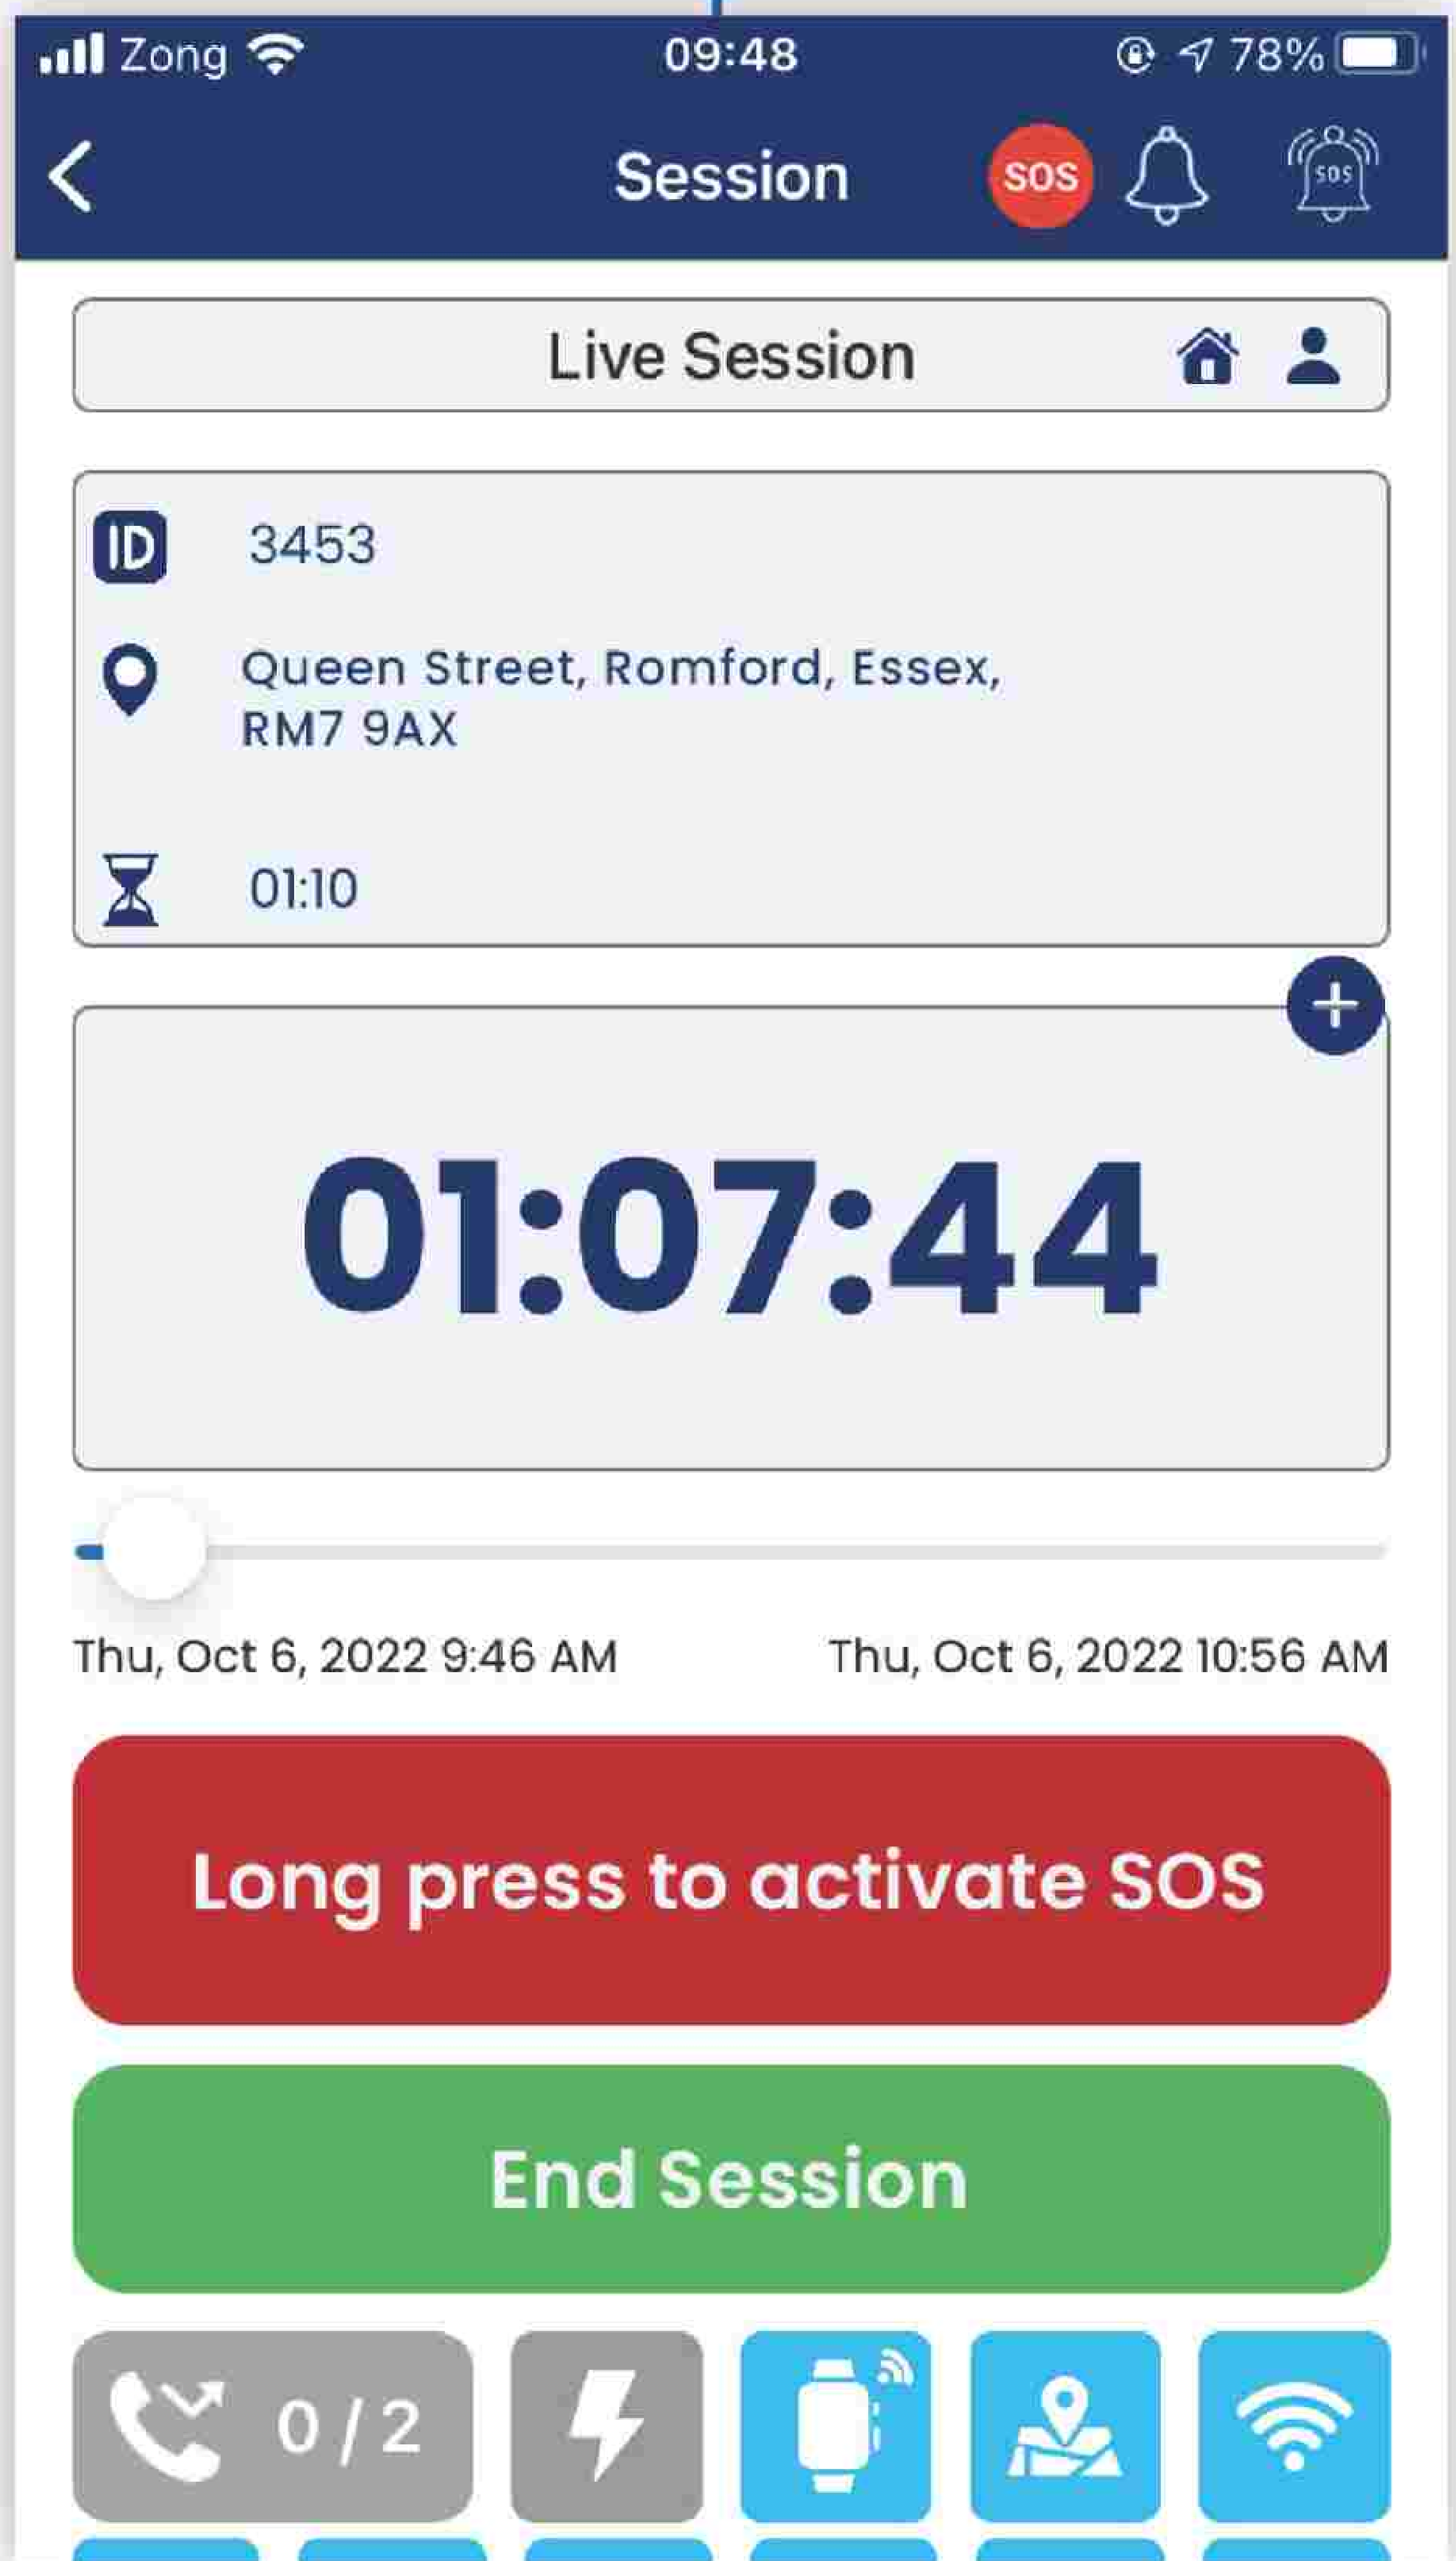 Zong 09:48 78%
Session SOS SOS
Live Session
ID 3453
Queen Street, Romford, Essex,
RM7 9AX
01:10
+
01:07:44
Thu, Oct 6, 2022 9:46 AM Thu, Oct 6, 2022 10:56 AM
Long press to activate SOS
End Session
0 / 2